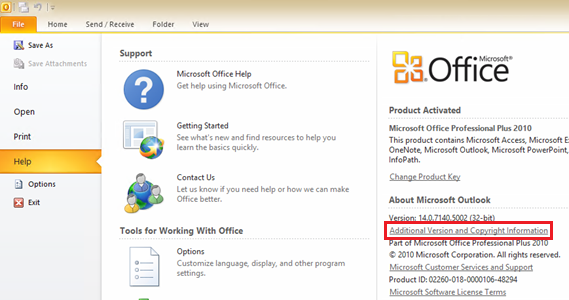 File Home Send / Receive Folder View
Save As
Save Attachments
Info
Open
Print
Help
Options
Exit
Support
Microsoft Office Help
Get help using Microsoft Office.
Getting Started
See what's new and find resources to help you
learn the basics quickly.
Contact Us
Let us know if you need help or how we can make
Office better.
Tools for Working With Office
Options
Customize language, display, and other program
settings.
Microsoft®
Office
Product Activated
Microsoft Office Professional Plus 2010
This product contains Microsoft Access, Microsoft E
OneNote, Microsoft Outlook, Microsoft PowerPoint,
InfoPath.
Change Product Key
About Microsoft Outlook
Version: 14.0.7140.5002 (32-bit)
Additional Version and Copyright Information
Part of Microsoft Office Professional Plus 2010
© 2010 Microsoft Corporation. All rights reserved.
Microsoft Customer Services and Support
Product ID: 02260-018-0000106-48294
Microsoft Software License Terms